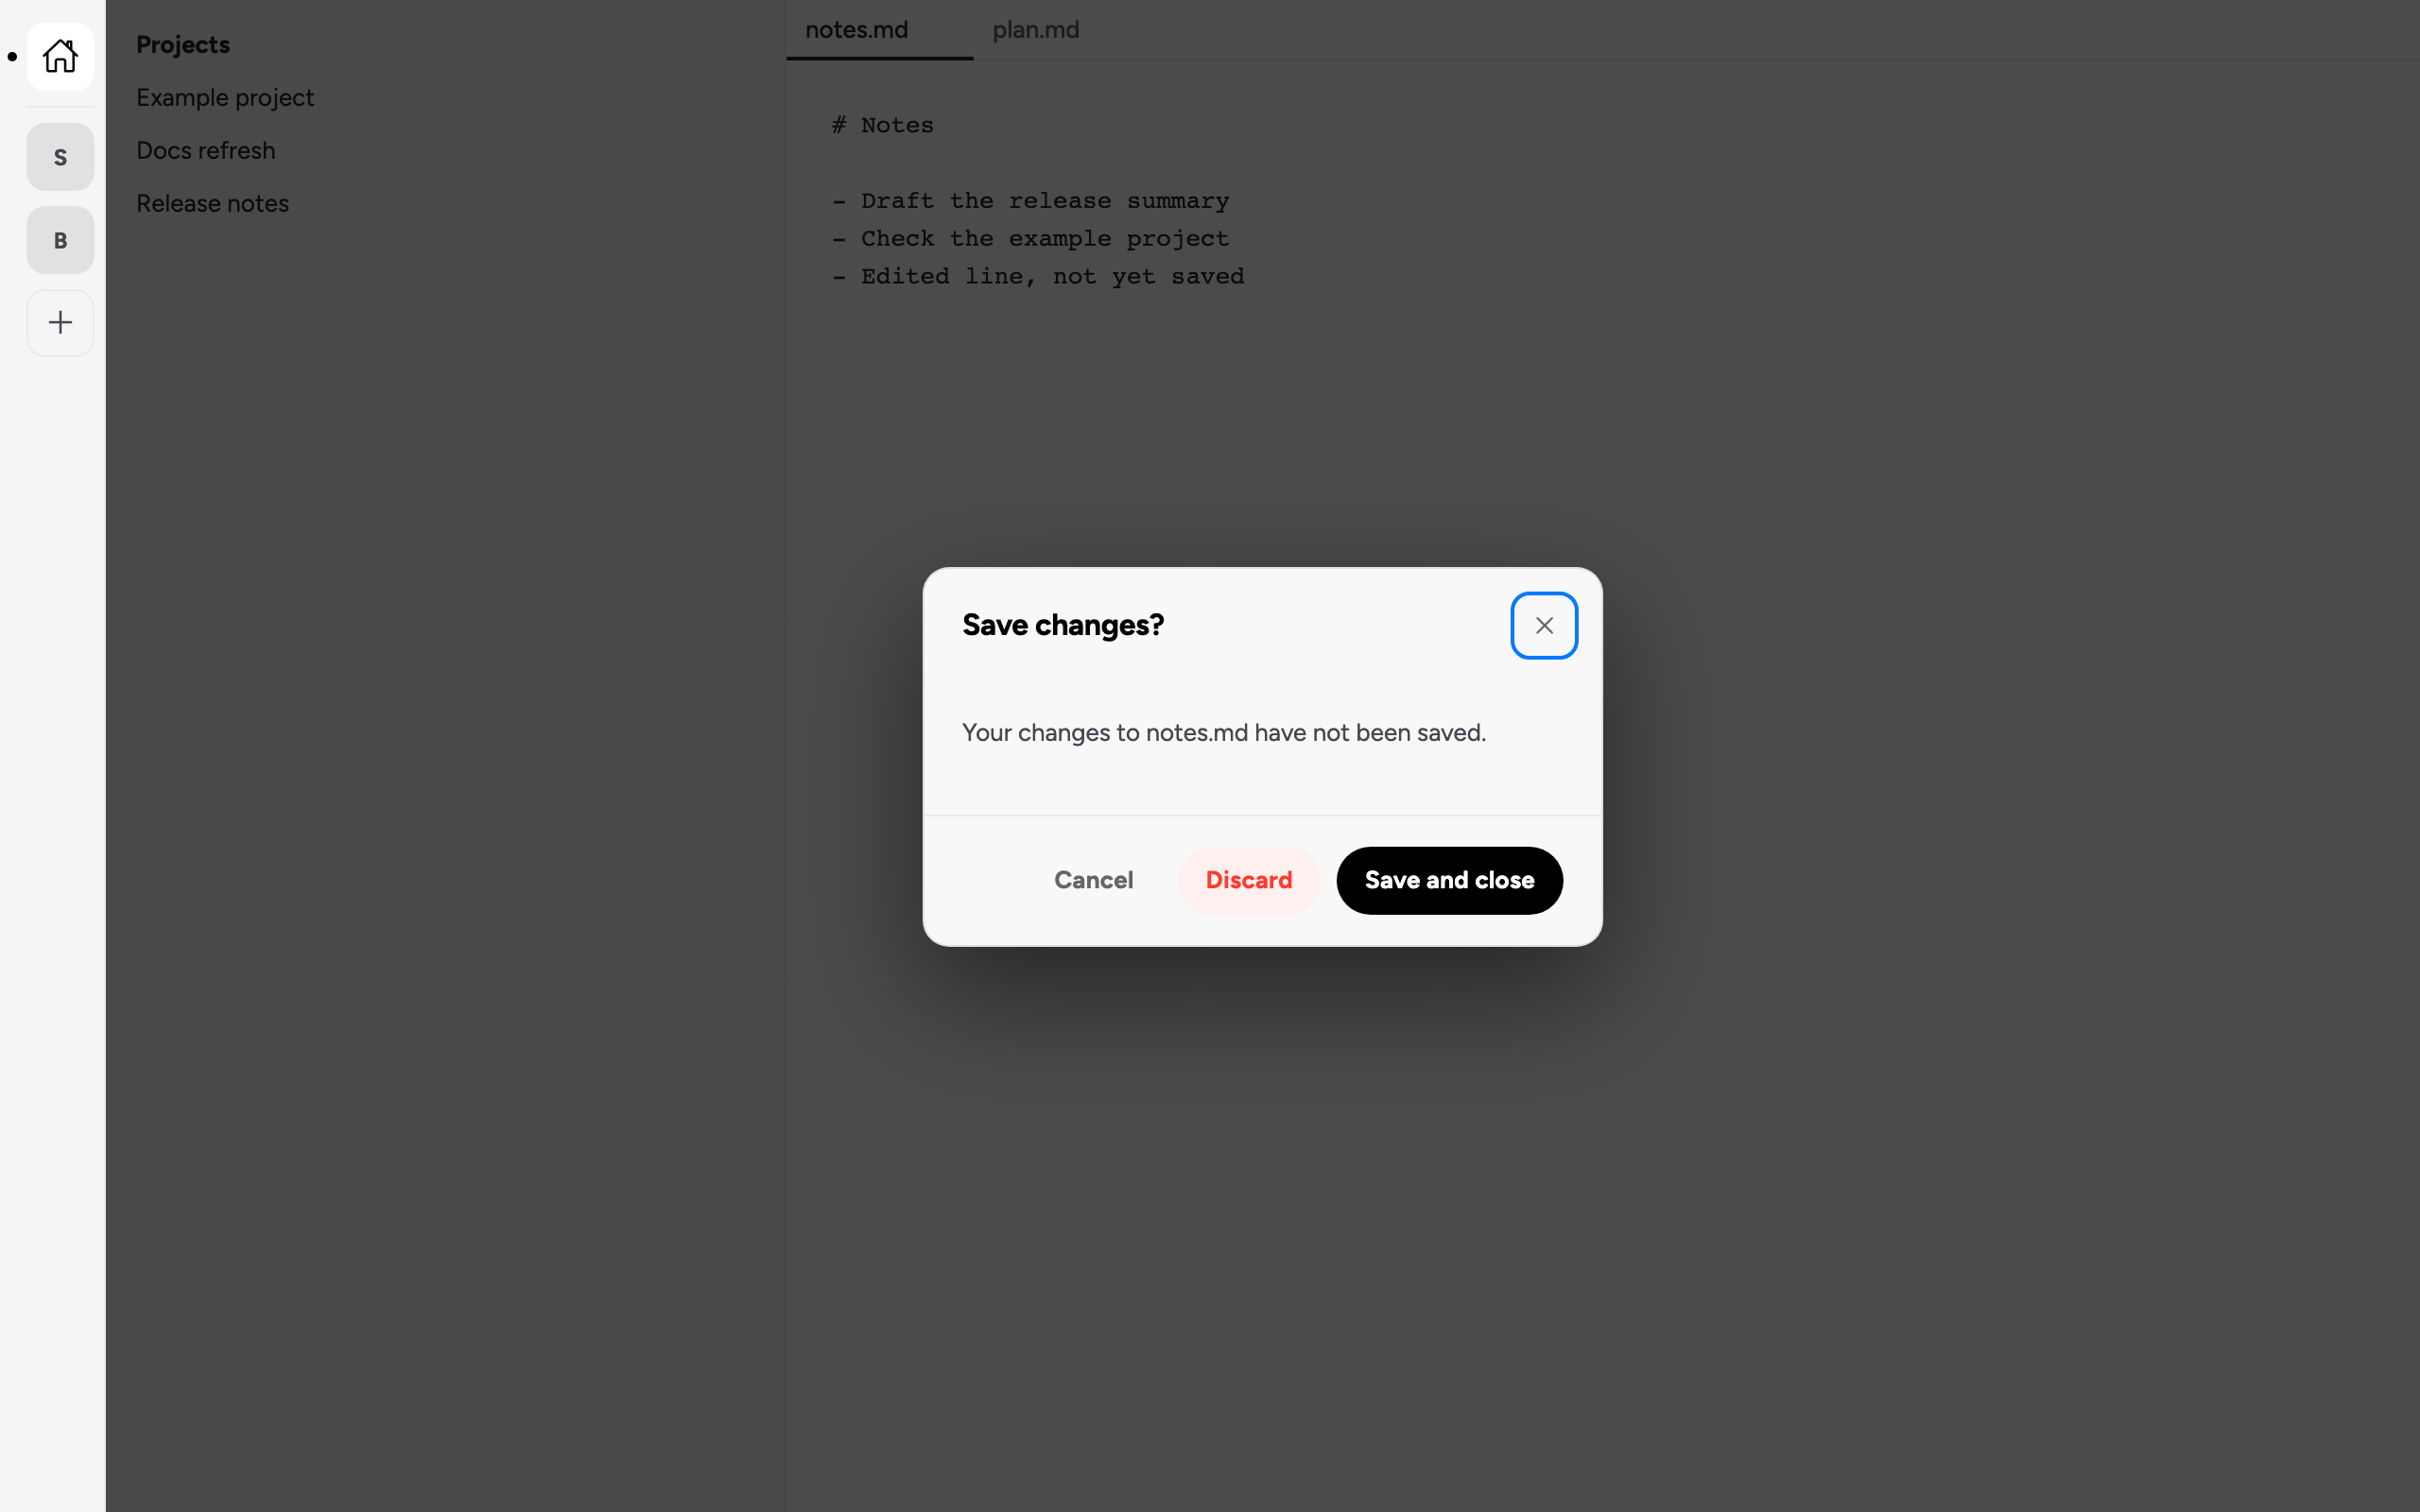 S
B
Projects
Example project
Docs refresh
Release notes
notes.md
plan.md
# Notes
- Draft the release summary
- Check the example project
- Edited line, not yet saved
Save changes?
Your changes to notes.md have not been saved.
Cancel
Discard
Save and close